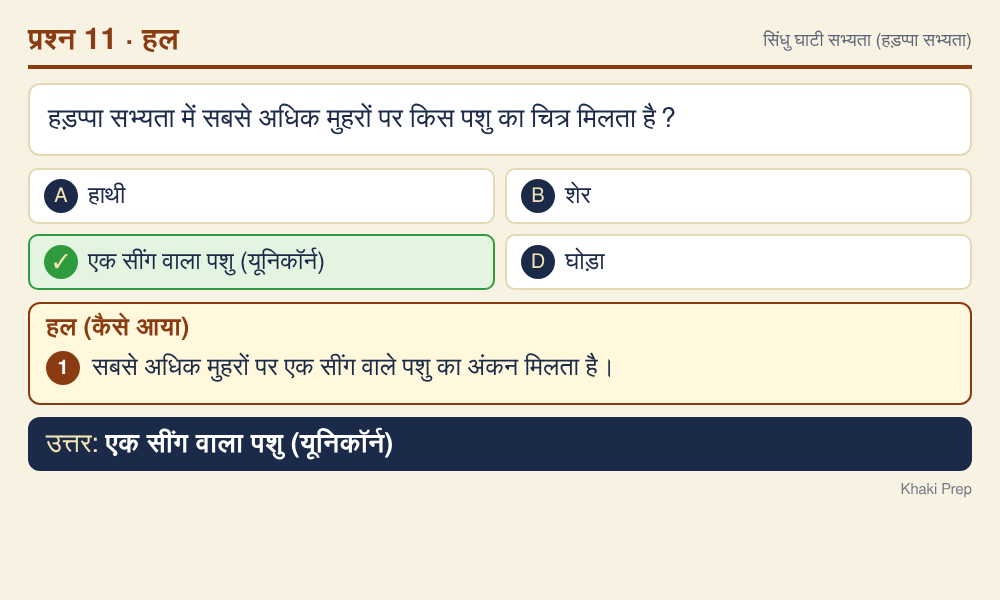 प्रश्न 11 · हल
सिंधु घाटी सभ्यता (हड़प्पा सभ्यता)
हड़प्पा सभ्यता में सबसे अधिक मुहरों पर किस पशु का चित्र मिलता है ?
A हाथी
B शेर
✓ एक सींग वाला पशु (यूनिकॉर्न)
D घोड़ा
हल (कैसे आया)
1 सबसे अधिक मुहरों पर एक सींग वाले पशु का अंकन मिलता है।
उत्तर: एक सींग वाला पशु (यूनिकॉर्न)
Khaki Prep